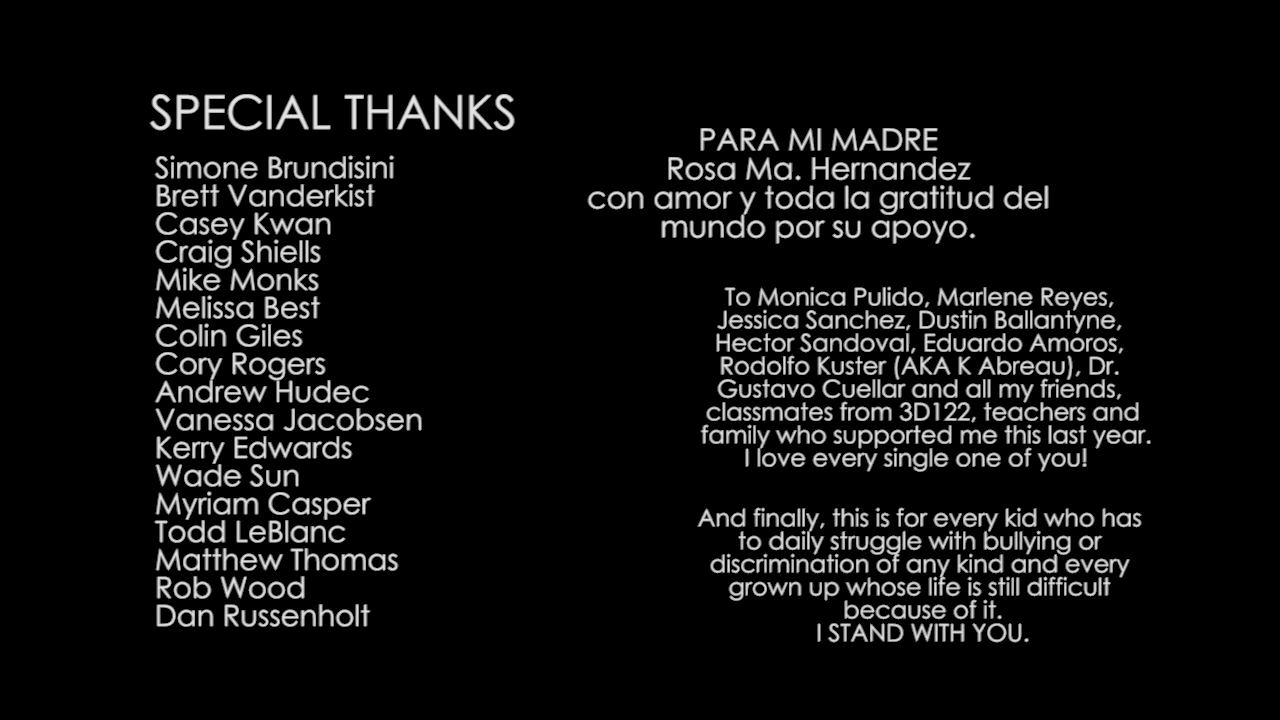 SPECIAL THANKS
Simone Brundisini
Brett Vanderkist
Casey Kwan
Craig Shiells
Mike Monks
Melissa Best
Colin Giles
Cory Rogers
Andrew Hudec
Vanessa Jacobsen
Kerry Edwards
Wade Sun
Myriam Casper
Todd LeBlanc
Matthew Thomas
Rob Wood
Dan Russenholt
PARA MI MADRE
Rosa Ma. Hernandez
con amor y toda la gratitud del
mundo por su apoyo.
To Monica Pulido, Marlene Reyes,
Jessica Sanchez, Dustin Ballantyne,
Hector Sandoval, Eduardo Amoros,
Rodolfo Kuster (AKA K Abreau), Dr.
Gustavo Cuellar and all my friends,
classmates from 3D122, teachers and
family who supported me this last year.
I love every single one of you!
And finally, this is for every kid who has
to daily struggle with bullying or
discrimination of any kind and every
grown up whose life is still difficult
because of it.
I STAND WITH YOU.